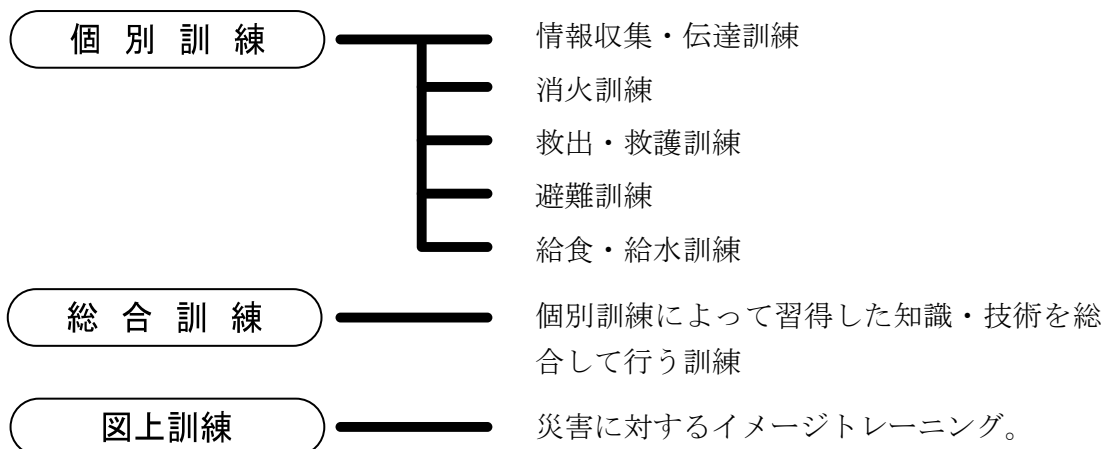 個別訓練
情報収集・伝達訓練
消火訓練
救出・救護訓練
避難訓練
給食・給水訓練
総合訓練
個別訓練によって習得した知識・技術を総
合して行う訓練
図上訓練
災害に対するイメージトレーニング。